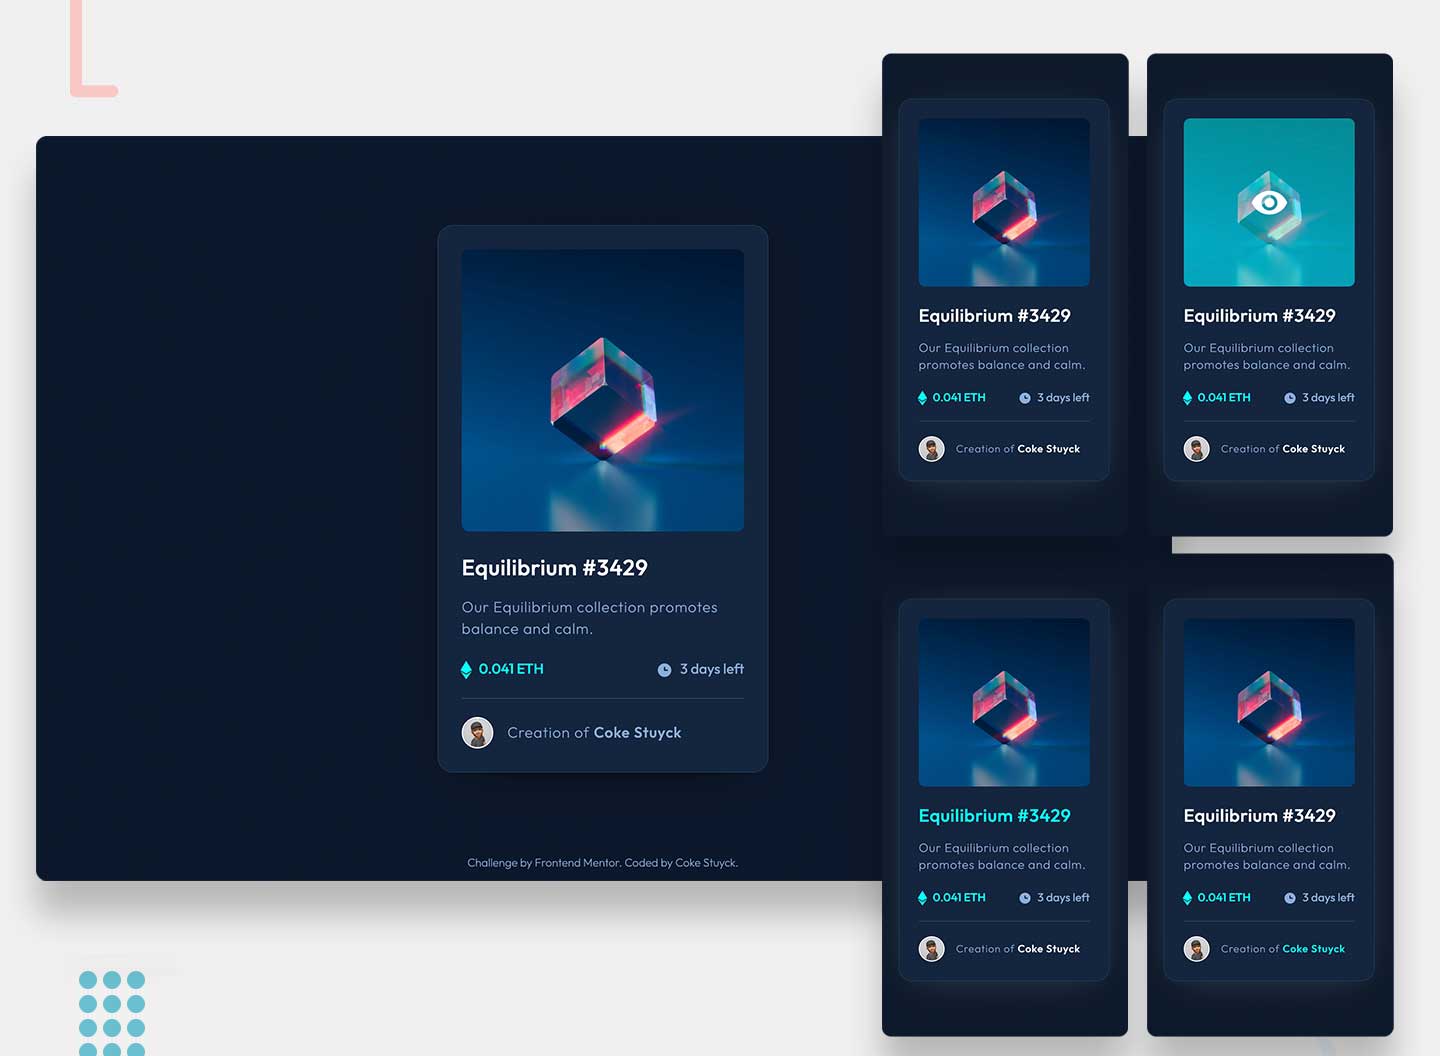 Equilibrium #3429
Our Equilibrium collection promotes
balance and calm.
0.041 ETH
3 days left
Creation of Coke Stuyck
Challenge by Frontend Mentor. Coded by Coke Stuyck.
Equilibrium #3429
Our Equilibrium collection
promotes balance and calm.
0.041 ETH
3 days left
Creation of Coke Stuyck
Equilibrium #3429
Our Equilibrium collection
promotes balance and calm.
0.041 ETH
3 days left
Creation of Coke Stuyck
Equilibrium #3429
Our Equilibrium collection
promotes balance and calm.
0.041 ETH
3 days left
Creation of Coke Stuyck
Equilibrium #3429
Our Equilibrium collection
promotes balance and calm.
0.041 ETH
3 days left
Creation of Coke Stuyck